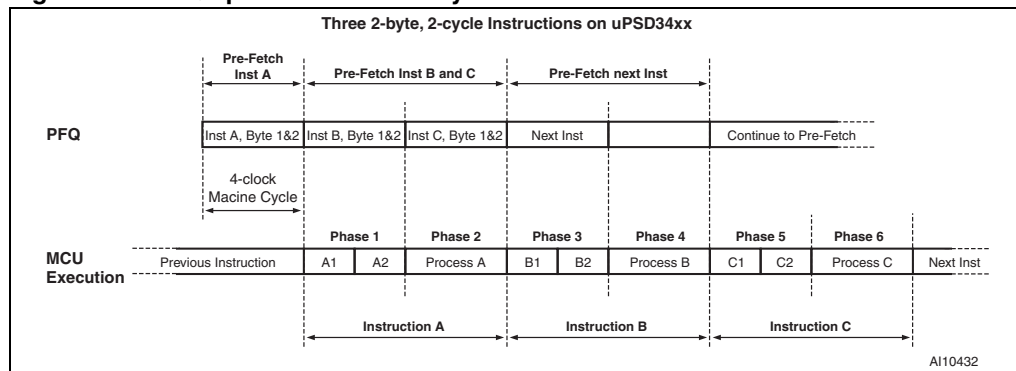 Three 2-byte, 2-cycle Instructions on uPSD34xx
Pre-Fetch
Inst A
Pre-Fetch Inst B and C
Pre-Fetch next Inst
PFQ
Inst A, Byte 1&2
Inst B, Byte 1&2
Inst C, Byte 1&2
Next Inst
Continue to Pre-Fetch
4-clock
Macine Cycle
Phase 1
Phase 2
Phase 3
Phase 4
Phase 5
Phase 6
MCU
Execution
Previous Instruction
A1
A2
Process A
B1
B2
Process B
C1
C2
Process C
Next Inst
Instruction A
Instruction B
Instruction C
AI10432